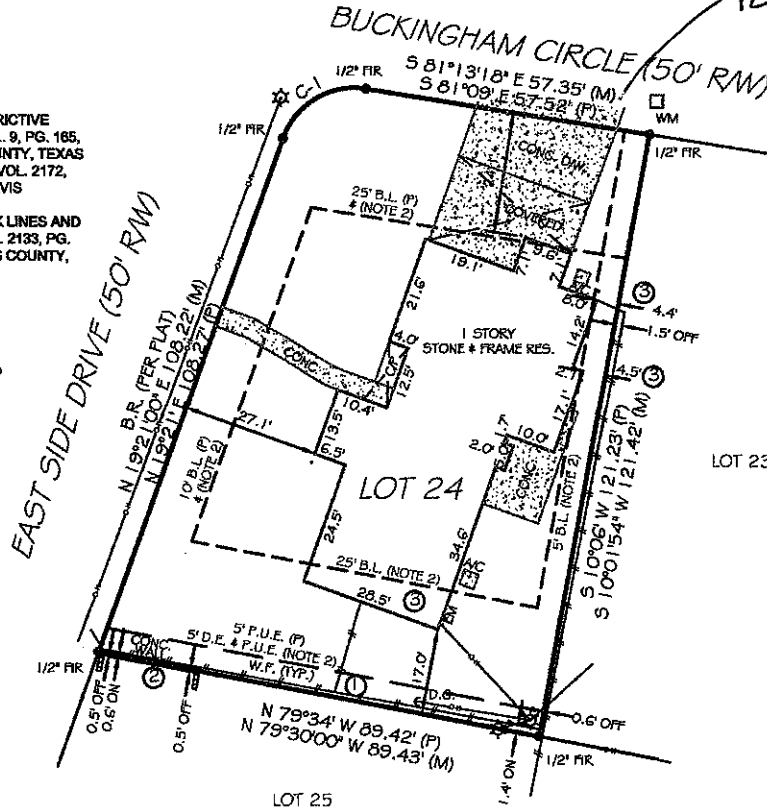 BUCKINGHAM CIRCLE (50' R/W)
S 81°13'18" E 57.35' (M)
S 81°09' E 57.52' (P)
1/2" FIR
C-1
1/2" FIR
WM
1/2" FIR
RICTIVE
. 9, PG. 165,
NTY, TEXAS
VOL. 2172,
VIS
K LINES AND
. 2133, PG.
S COUNTY,
CONC. D/W
COVERED
25' B.L. (P)
& (NOTE 2)
19.1'
7.1'
9.6'
8.0'
3
4.4'
1.5' OFF
21.6'
14.2'
4.0'
12.5'
1 STORY
STONE & FRAME RES.
4.5'
3
17.1'
CONC.
10.4'
13.5'
6.5'
27.1'
1.7'
10.0'
2.0'
CONC.
EAST SIDE DRIVE (50' R/W)
B.R. (PER PLAT)
N 19°21'00" E 108.22' (M)
N 19°21' E 108.27' (P)
10' B.L. (P)
& (NOTE 2)
LOT 24
LOT 23
S 10°06' W 121.23' (P)
S 10°01'54" W 121.42' (M)
5' B.L. (NOTE 2)
24.5'
34.6'
A/C
25' B.L. (NOTE 2)
28.5'
3
EM
5' P.U.E. (P)
5' D.E. & P.U.E. (NOTE 2)
W.F. (TYP.)
CONC.
WALL
17.0'
D.G.
1/2" FIR
2
1
0.5' OFF
0.6' ON
0.5' OFF
0.6' OFF
1.4' ON
1/2" FIR
N 79°34' W 89.42' (P)
N 79°30'00" W 89.43' (M)
LOT 25